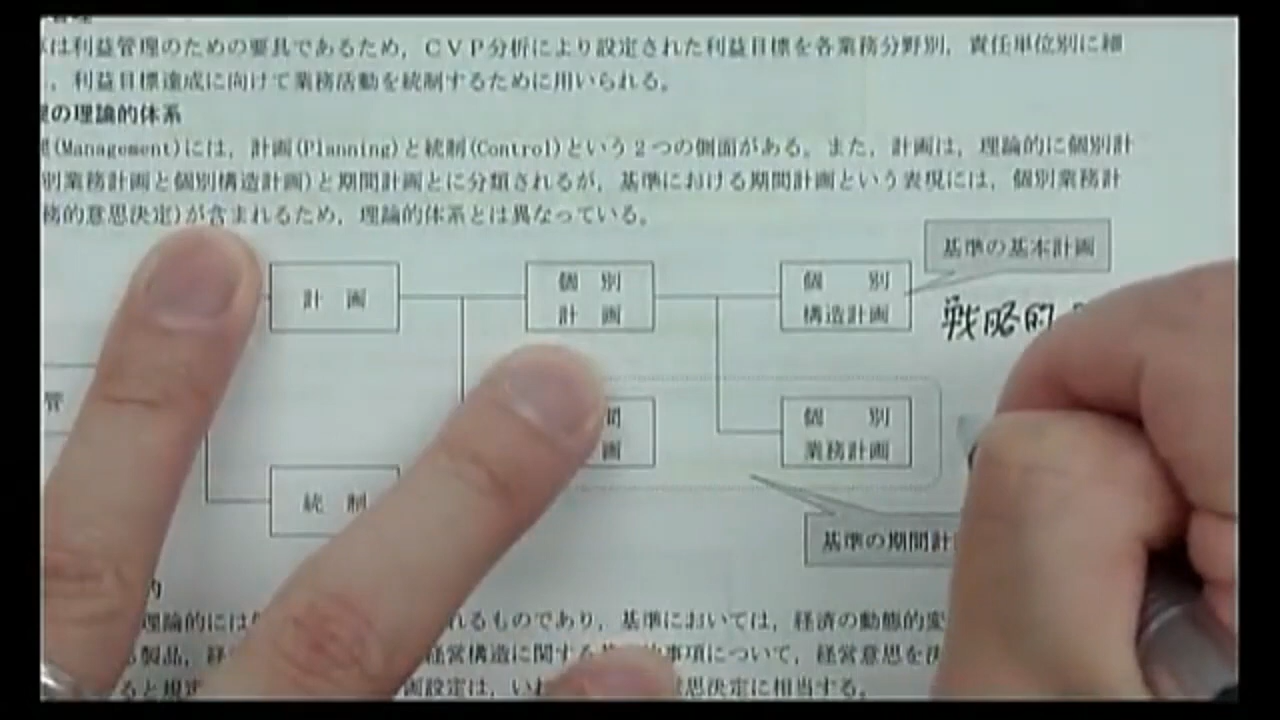 は利益管理のための要具であるため，ＣＶＰ分析により設定された利益目標を各業務分野別，責任単位別に細
，利益目標達成に向けて業務活動を統制するために用いられる。
の理論的体系
(Management)には，計画(Planning)と統制(Control)という２つの側面がある。また，計画は，理論的に個別計
別業務計画と個別構造計画)と期間計画とに分類されるが，基準における期間計画という表現には，個別業務計
務的意思決定)が含まれるため，理論的体系とは異なっている。
基準の基本計画
計 画
個 別
計 画
個 別
構造計画
戦略的
管
間
画
個 別
業務計画
統 制
基準の期間計
的
理論的には
れるものであり，基準においては，経済の動態的変
製品，経
経営構造に関する
事項について，経営意思を決
ると規定
画設定は，いわ
意思決定に相当する。